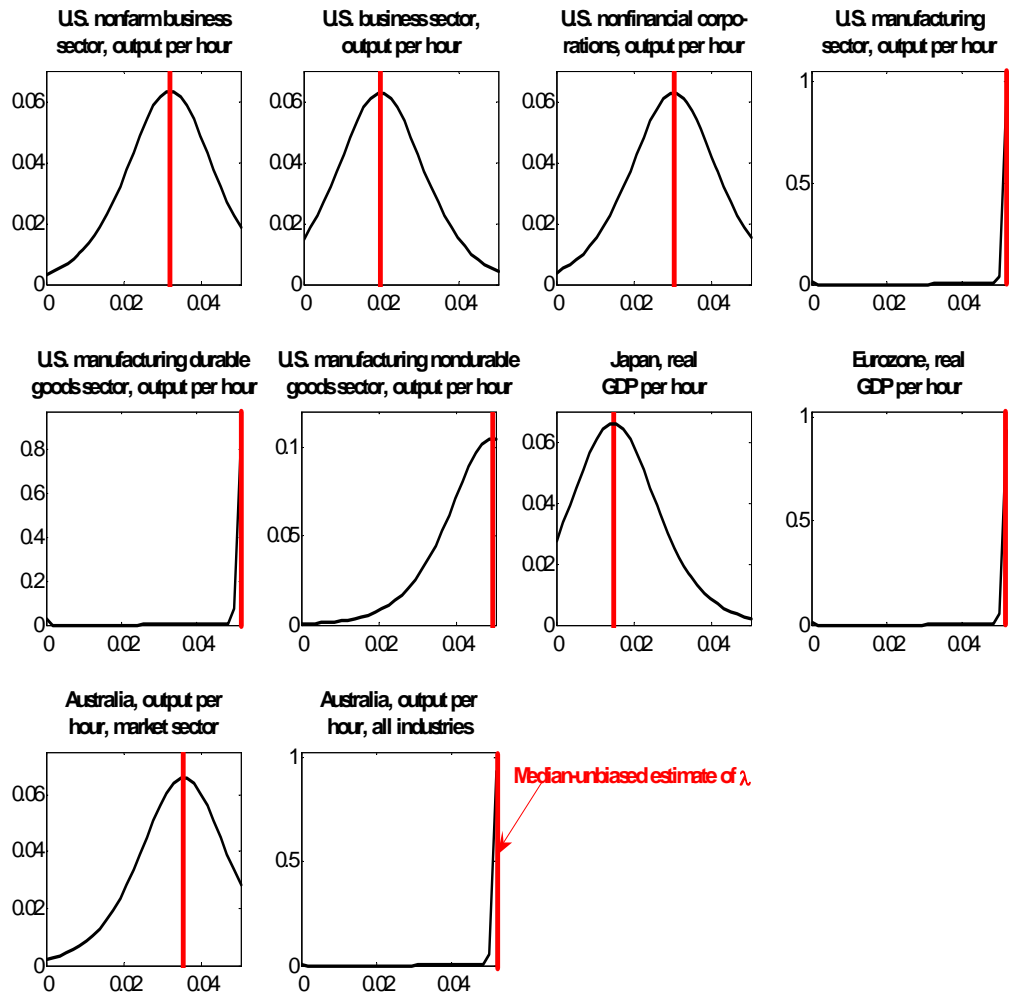 U.S. nonfarm business
sector, output per hour
U.S. business sector,
output per hour
U.S. nonfinancial corpo-
rations, output per hour
U.S. manufacturing
sector, output per hour
0.06
0.04
0.02
0
0 0.02 0.04
0.06
0.04
0.02
0
0 0.02 0.04
0.06
0.04
0.02
0
0 0.02 0.04
1
0.5
0
0 0.02 0.04
U.S. manufacturing durable
goods sector, output per hour
U.S. manufacturing nondurable
goods sector, output per hour
Japan, real
GDP per hour
Eurozone, real
GDP per hour
0.8
0.6
0.4
0.2
0
0 0.02 0.04
0.1
0.05
0
0 0.02 0.04
0.06
0.04
0.02
0
0 0.02 0.04
1
0.5
0
0 0.02 0.04
Australia, output per
hour, market sector
Australia, output per
hour, all industries
0.06
0.04
0.02
0
0 0.02 0.04
1
0.5
0
0 0.02 0.04
Median-unbiased estimate of λ